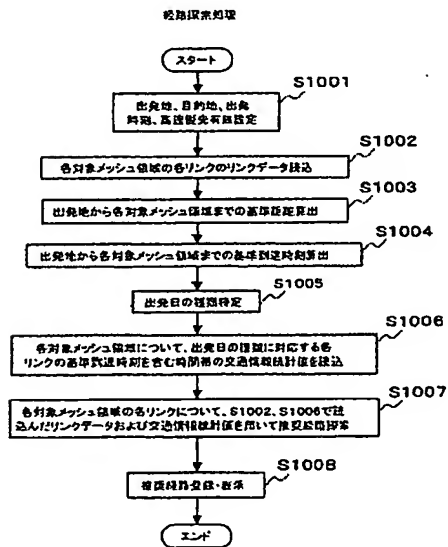 経路探索処理
スタート
S1001
出発地、目的地、出発
時刻、高速優先有無設定
S1002
各対象メッシュ領域の各リンクのリンクデータ読込
S1003
出発地から各対象メッシュ領域までの基準距離算出
S1004
出発地から各対象メッシュ領域までの基準到達時刻算出
S1005
出発日の種類特定
S1006
各対象メッシュ領域について、出発日の種類に対応する各
リンクの基準到達時刻を含む時間帯の交通情報統計値を読込
S1007
各対象メッシュ領域の各リンクについて、S1002、S1006で読
込んだリンクデータおよび交通情報統計値を用いて推奨経路探索
S1008
推奨経路登録・表示
エンド